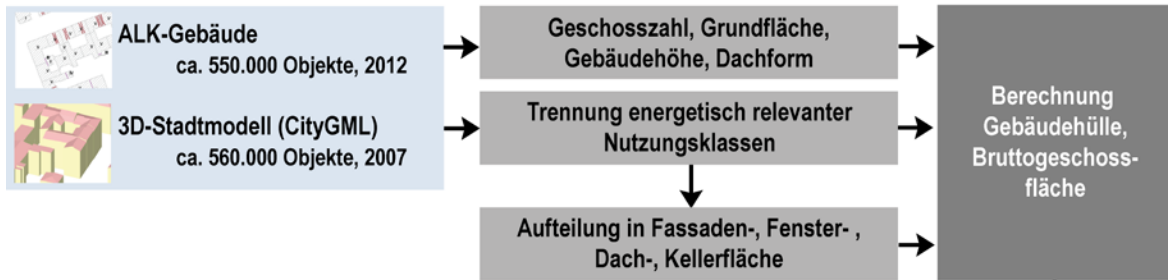 ALK-Gebäude
ca. 550.000 Objekte, 2012
3D-Stadtmodell (CityGML)
ca. 560.000 Objekte, 2007
Geschosszahl, Grundfläche,
Gebäudehöhe, Dachform
Trennung energetisch relevanter
Nutzungsklassen
Aufteilung in Fassaden-, Fenster- ,
Dach-, Kellerfläche
Berechnung
Gebäudehülle,
Bruttogeschoss-
fläche